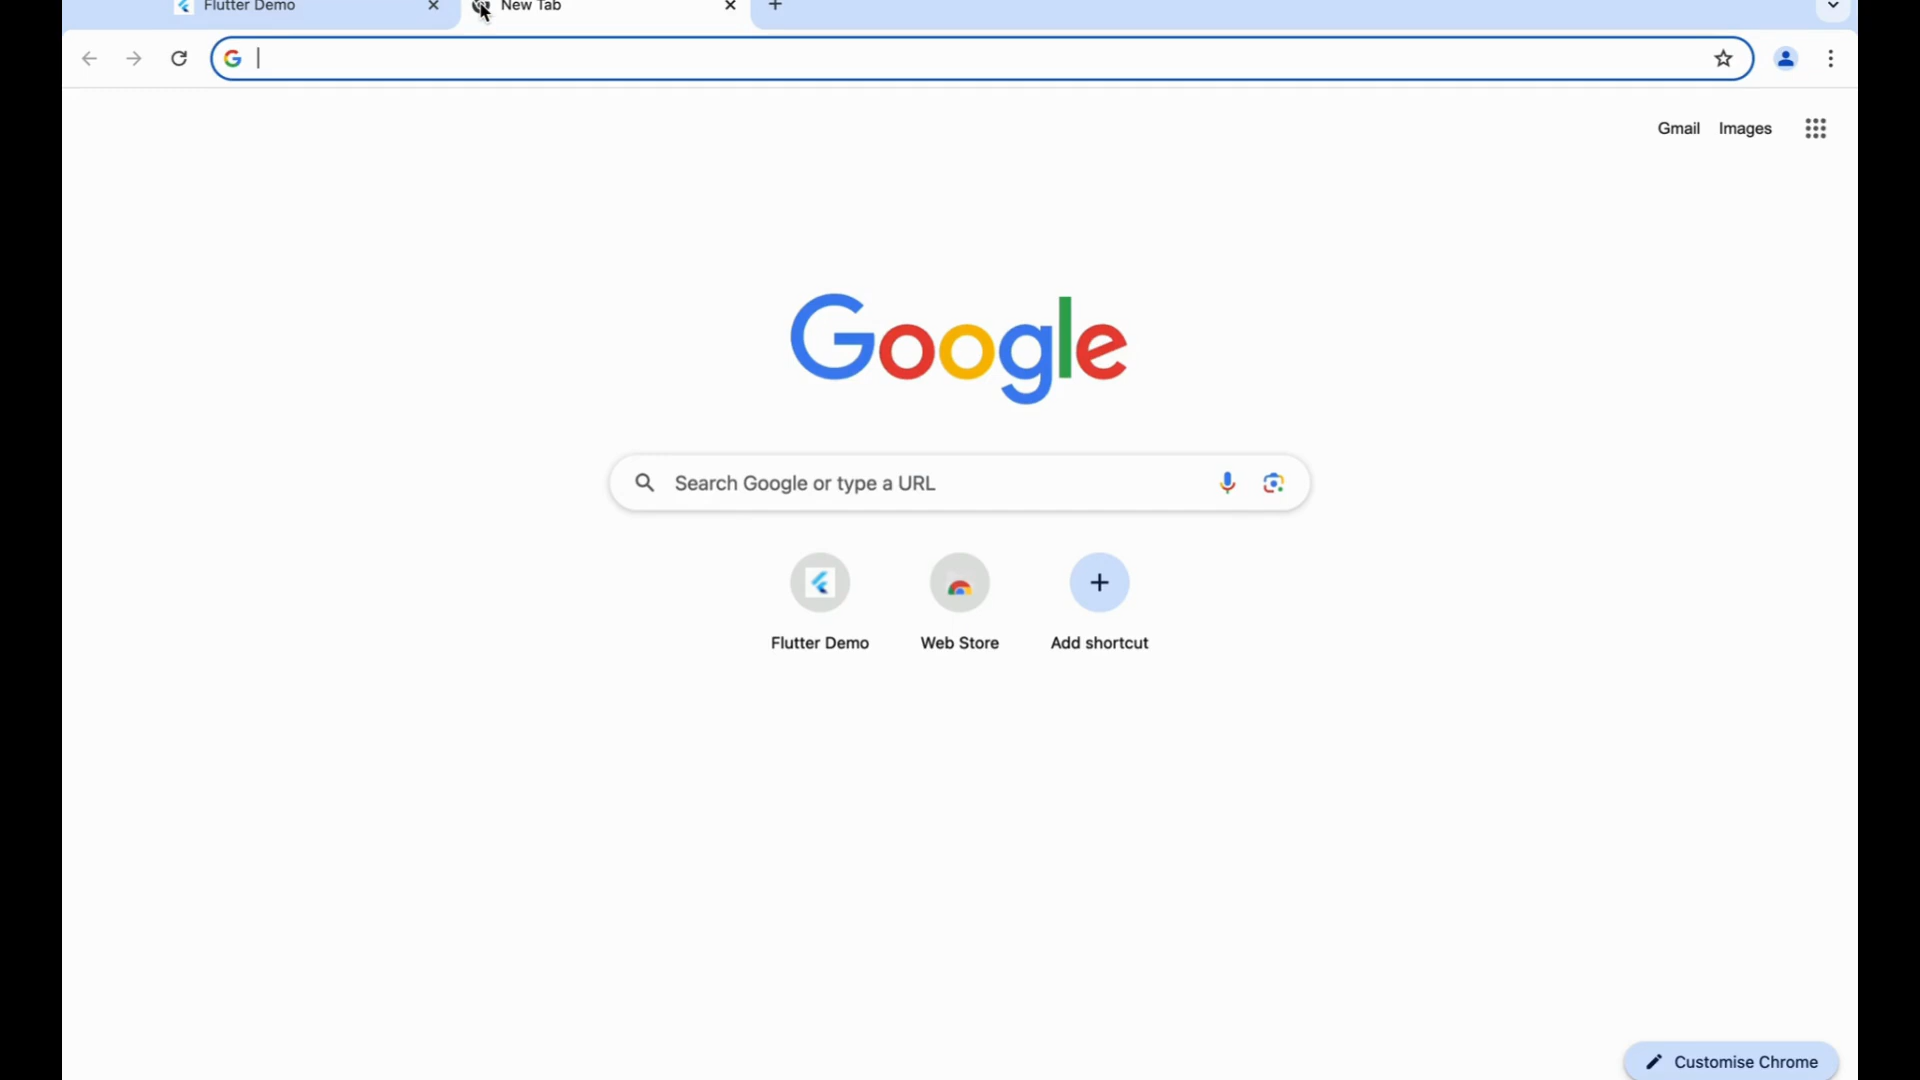 Flutter Demo
New Tab
Gmail
Images
Google
Search Google or type a URL
Flutter Demo
Web Store
Add shortcut
Customise Chrome